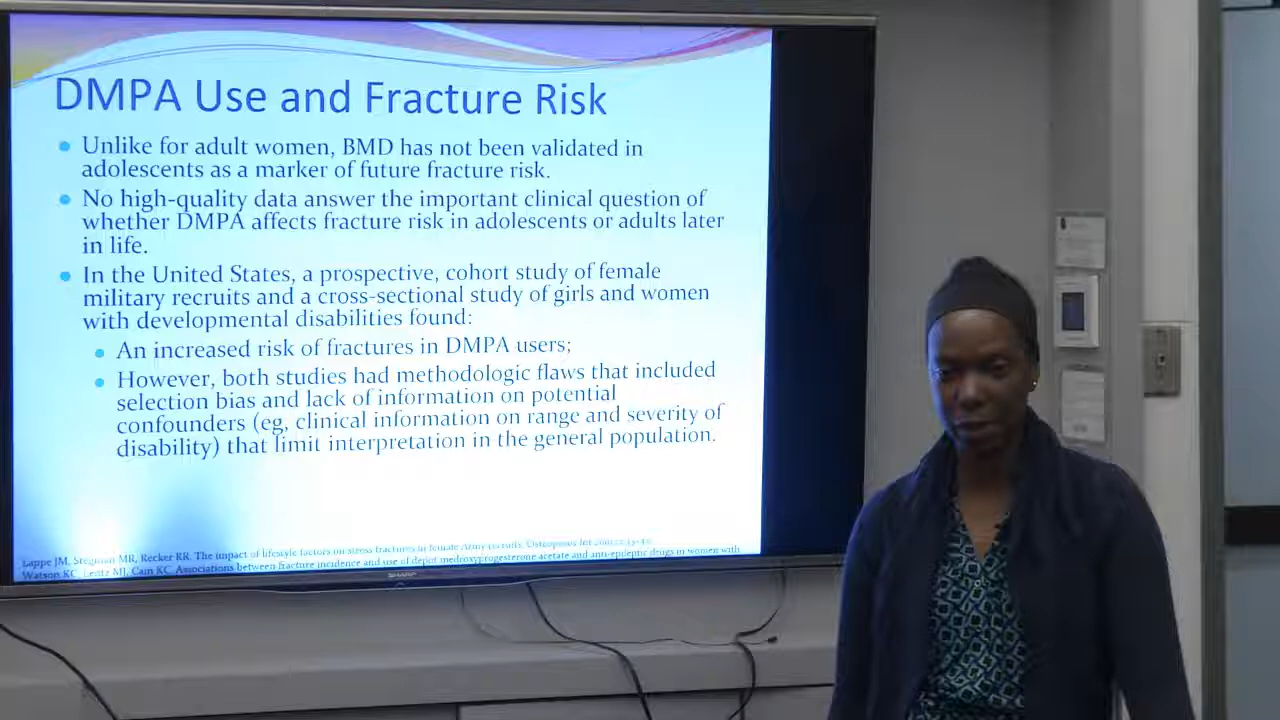 DMPA Use and Fracture Risk
Unlike for adult women, BMD has not been validated in
adolescents as a marker of future fracture risk.
No high-quality data answer the important clinical question of
whether DMPA affects fracture risk in adolescents or adults later
in life.
In the United States, a prospective, cohort study of female
military recruits and a cross-sectional study of girls and women
with developmental disabilities found:
An increased risk of fractures in DMPA users;
However, both studies had methodologic flaws that included
selection bias and lack of information on potential
confounders (eg, clinical information on range and severity of
disability) that limit interpretation in the general population.
Lappe JM, Stegman MR, Recker RR. The impact of lifestyle factors on stress fractures in female Army recruits. Osteoporos Int
Watson KC, Lentz MJ, Cain KC. Associations between fracture incidence and use of depot medroxyprogesterone acetate and anti-epileptic drugs in women with
SHARP